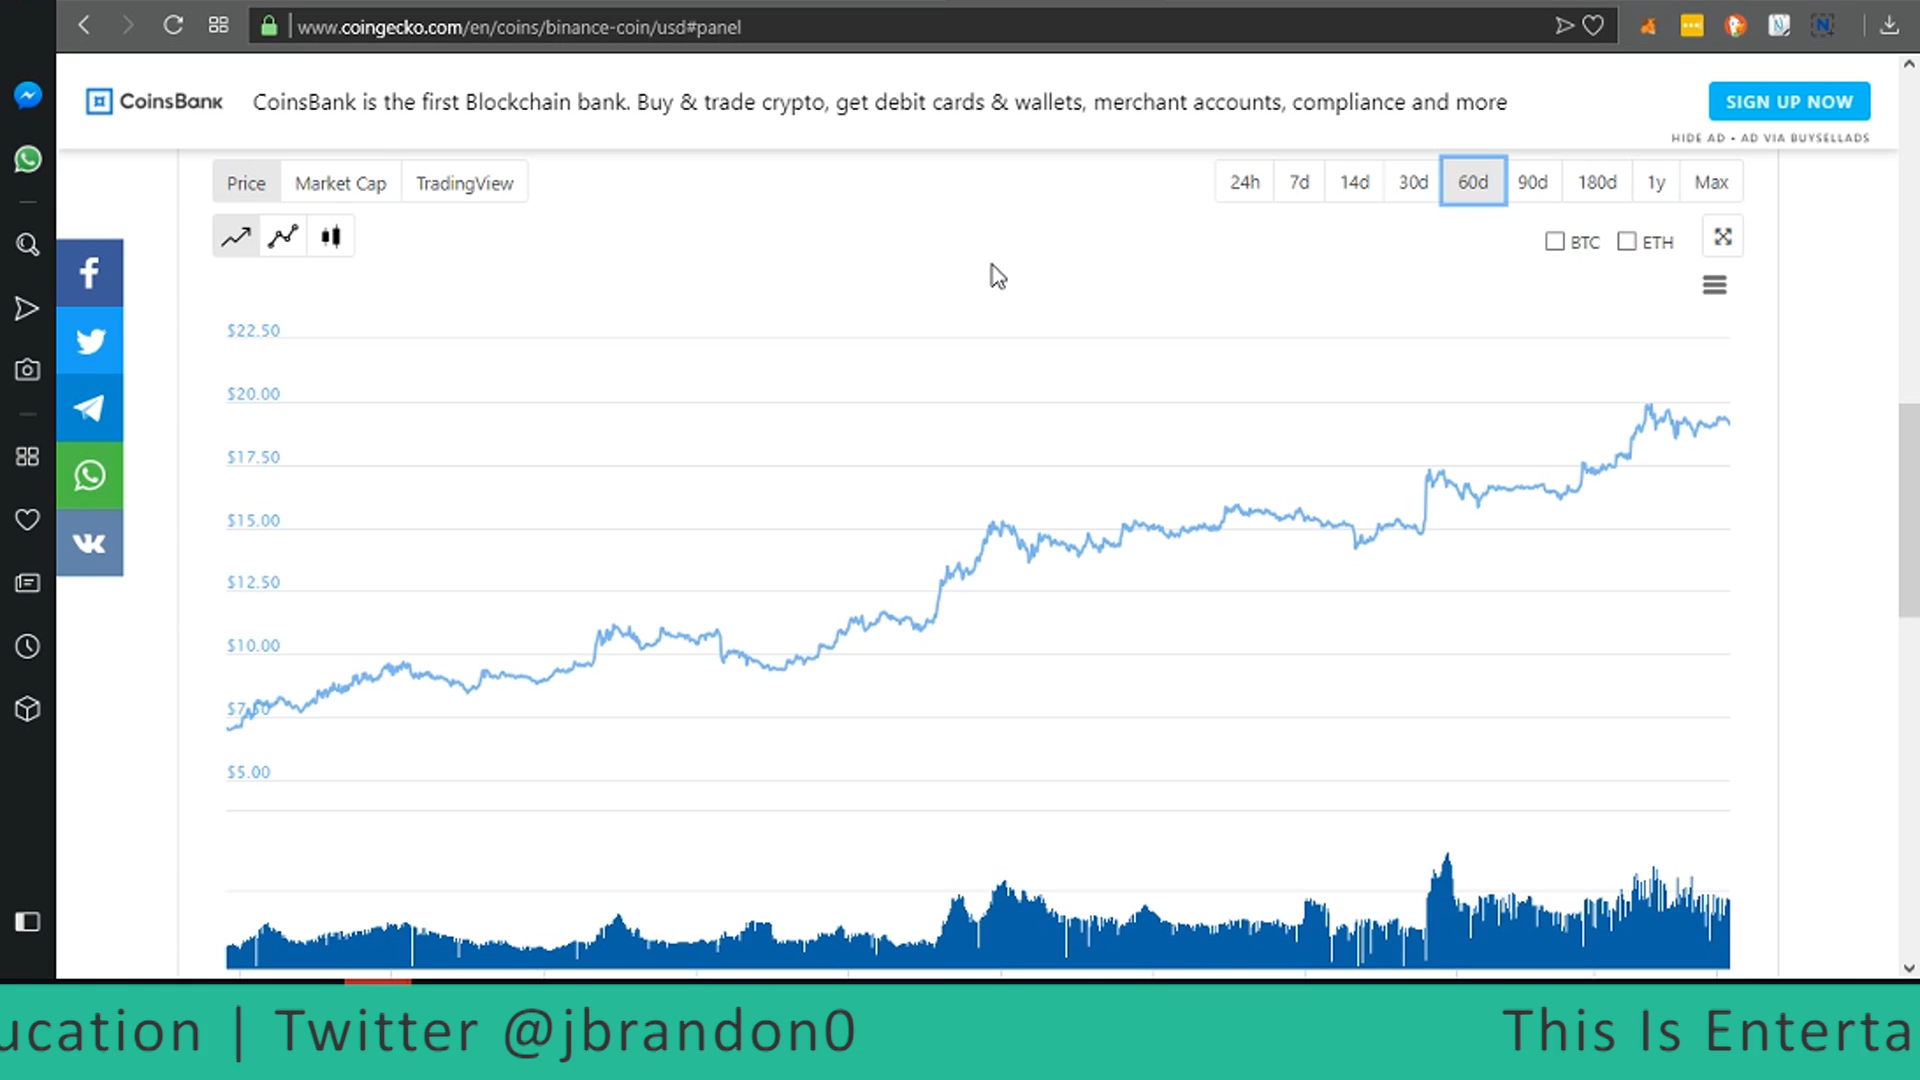 www.coingecko.com/en/coins/binance-coin/usd#panel
CoinsBank CoinsBank is the first Blockchain bank. Buy & trade crypto, get debit cards & wallets, merchant accounts, compliance and more SIGN UP NOW
HIDE AD • AD VIA BUYSELLADS
Price Market Cap TradingView 24h 7d 14d 30d 60d 90d 180d 1y Max
BTC ETH
$22.50
$20.00
$17.50
$15.00
$12.50
$10.00
$7.50
$5.00
ucation | Twitter @jbrandon0 This Is Enterta